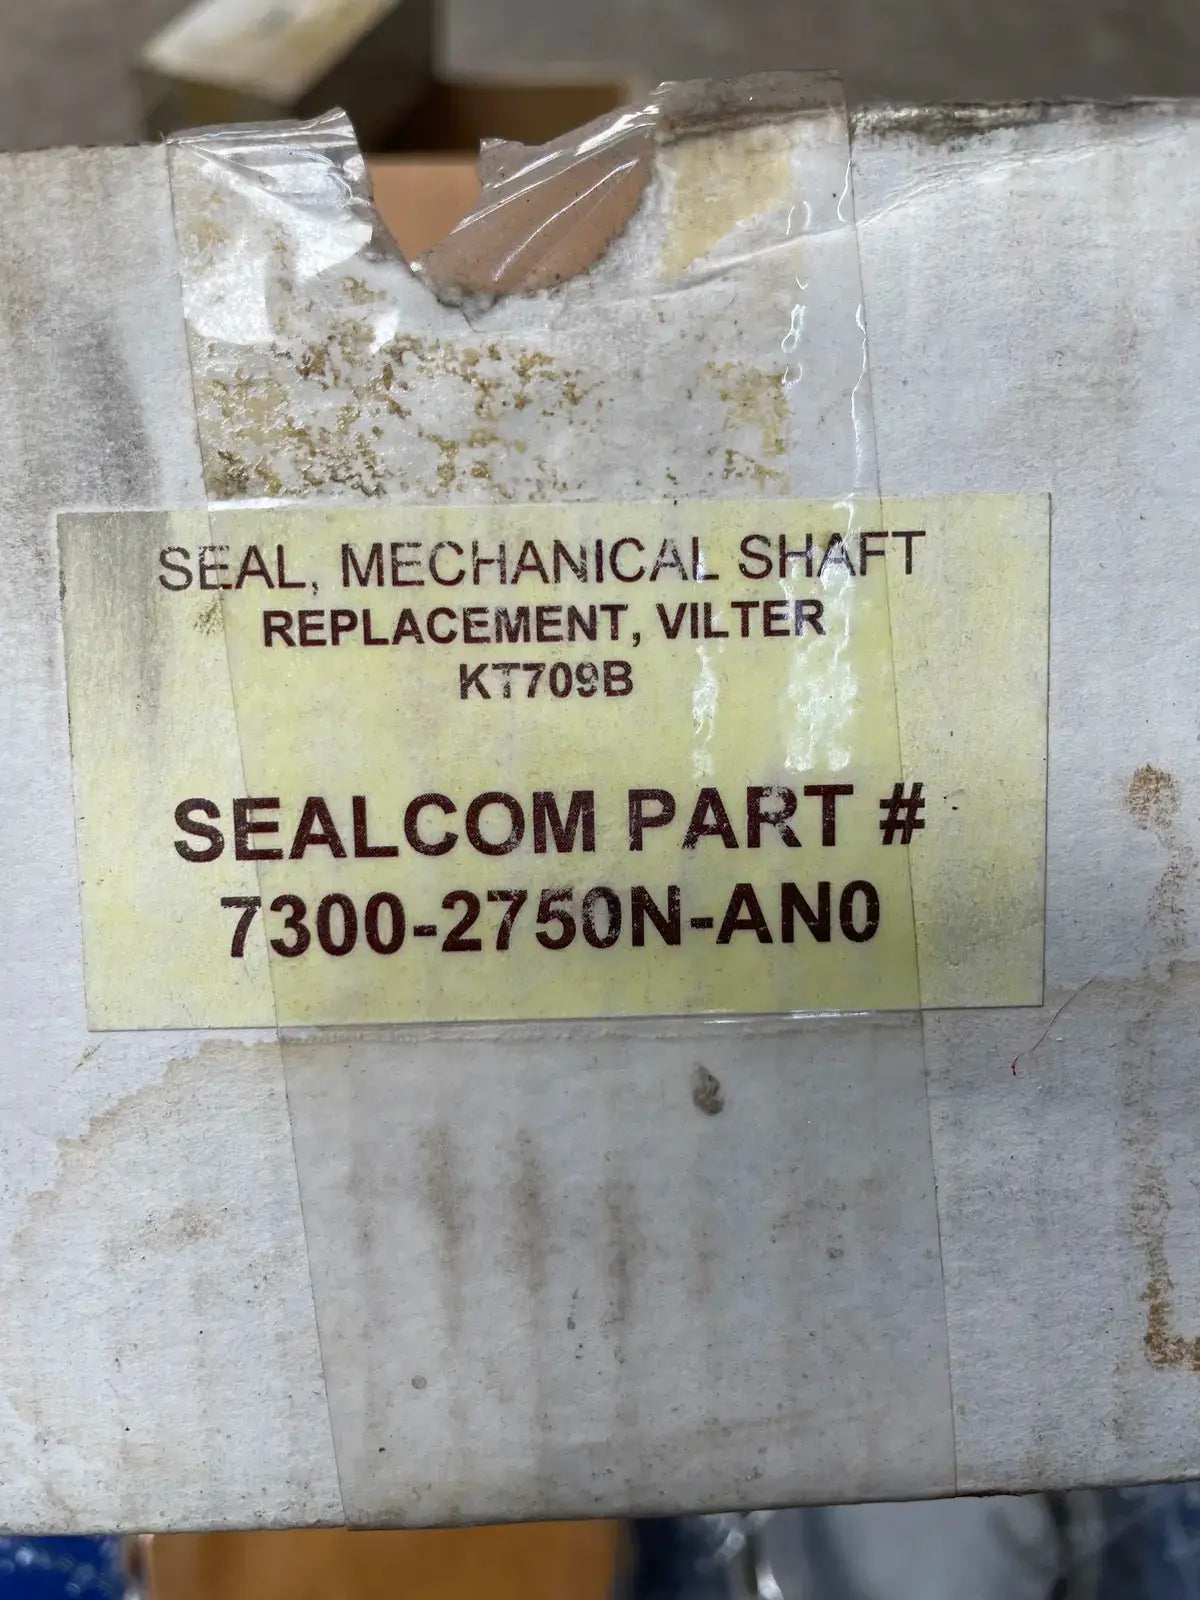 SEAL, MECHANICAL SHAFT
REPLACEMENT, VILTER
KT709B
SEALCOM PART #
7300-2750N-AN0